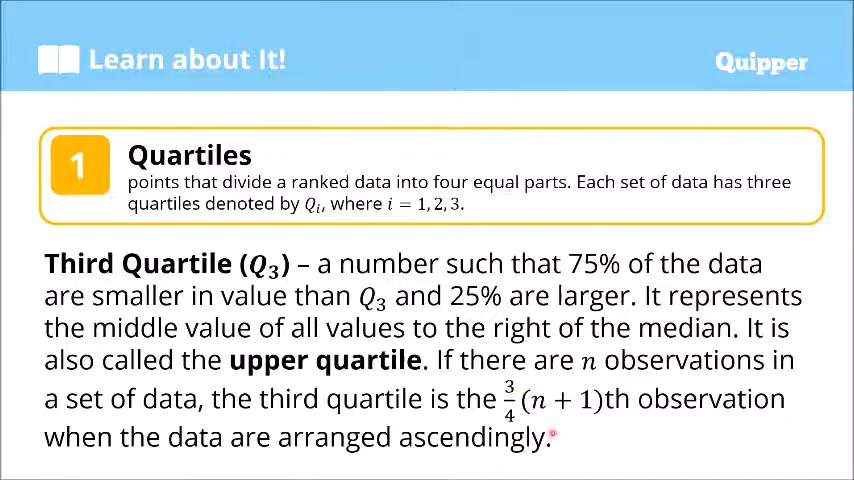 Learn about It!
Quipper
1
Quartiles
points that divide a ranked data into four equal parts. Each set of data has three
quartiles denoted by Qᵢ, where i = 1, 2, 3.
Third Quartile (Q₃) – a number such that 75% of the data
are smaller in value than Q₃ and 25% are larger. It represents
the middle value of all values to the right of the median. It is
also called the upper quartile. If there are n observations in
a set of data, the third quartile is the 3/4 (n + 1)th observation
when the data are arranged ascendingly.